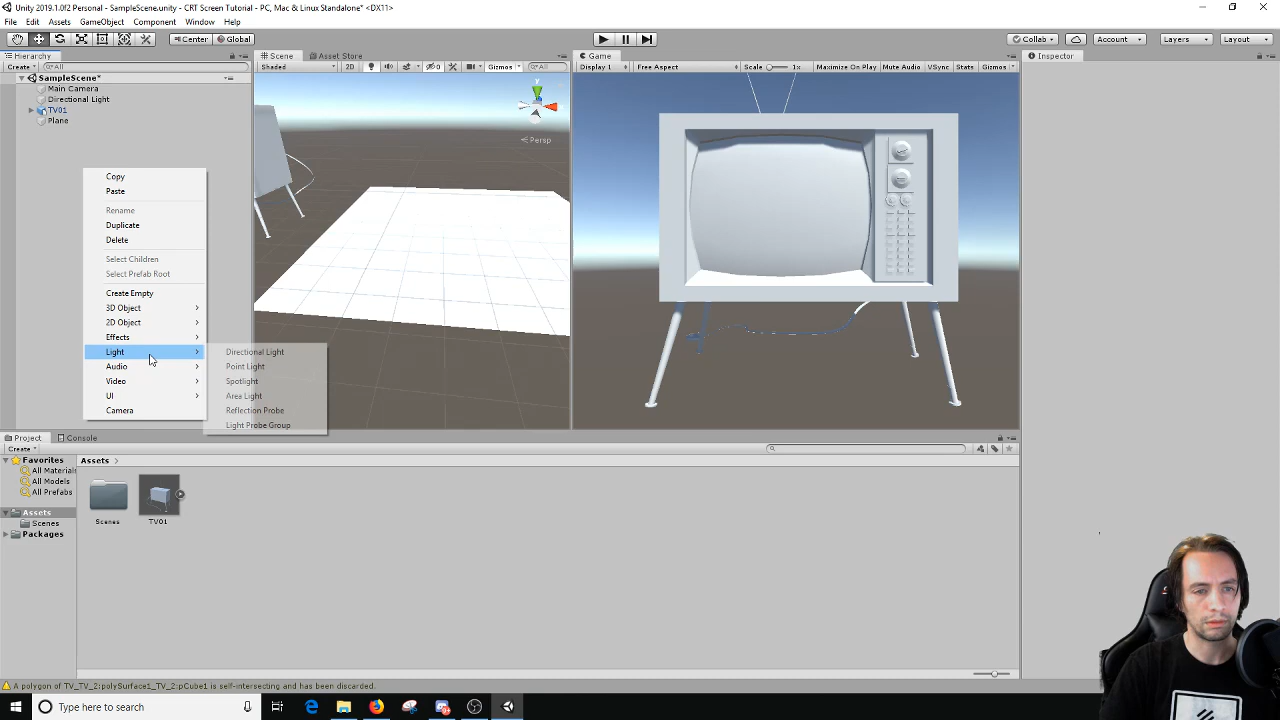 Unity 2019.1.0f2 Personal - SampleScene.unity - CRT Screen Tutorial - PC, Mac & Linux Standalone* <DX11>
File Edit Assets GameObject Component Window Help
Center Global Collab Account Layers Layout
Hierarchy Scene Asset Store Game Inspector
Create All Shaded 2D 0 Gizmos All Display 1 Free Aspect Scale 1x Maximize On Play Mute Audio VSync Stats Gizmos
SampleScene*
Main Camera
Directional Light
TV01
Plane
y
Persp
Copy
Paste
Rename
Duplicate
Delete
Select Children
Select Prefab Root
Create Empty
3D Object
2D Object
Effects
Light
Audio
Video
UI
Camera
Directional Light
Point Light
Spotlight
Area Light
Reflection Probe
Light Probe Group
Project Console
Create
Favorites
All Material
All Models
All Prefabs
Assets
Scenes
Packages
Assets
Scenes
TV01
A polygon of TV_TV_2:polySurface1_TV_2:pCube1 is self-intersecting and has been discarded.
Type here to search